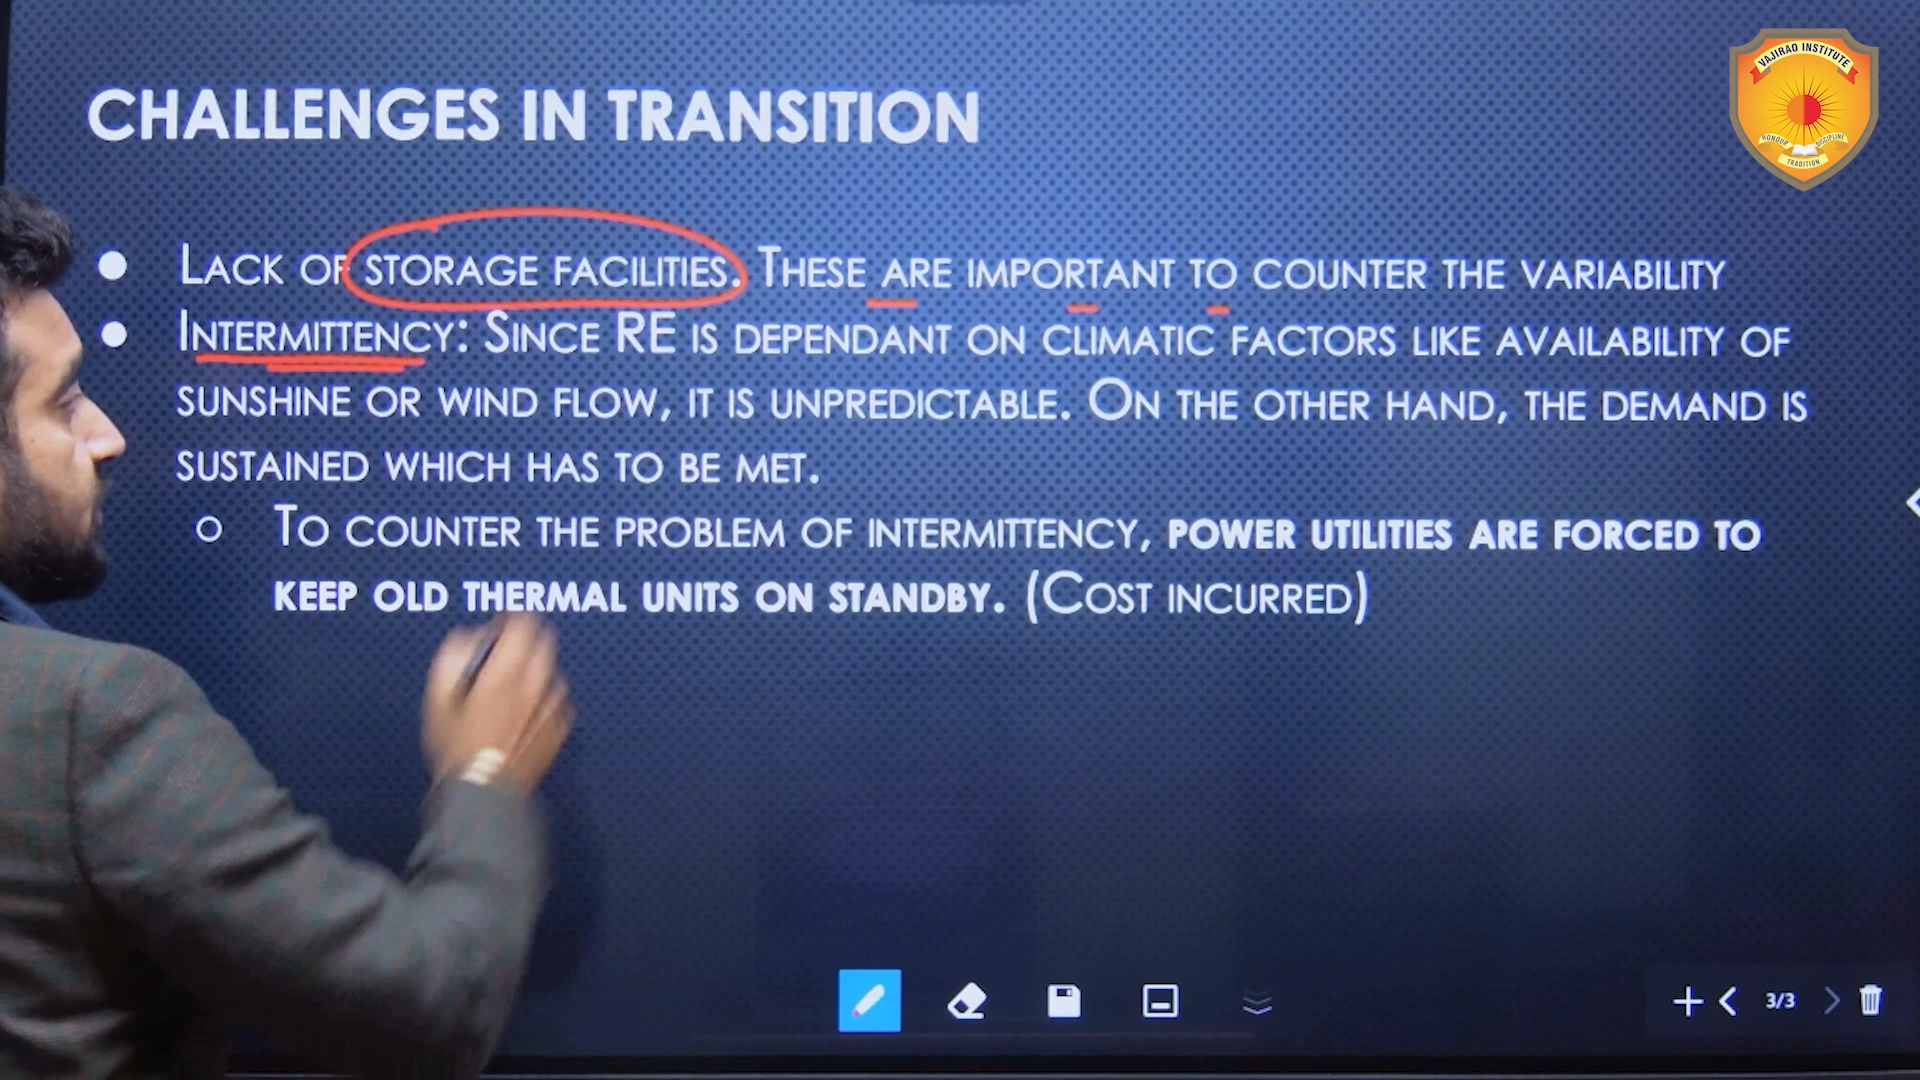 VAJIRAO INSTITUTE
HONOUR
DISCIPLINE
TRADITION
CHALLENGES IN TRANSITION
• LACK OF STORAGE FACILITIES. THESE ARE IMPORTANT TO COUNTER THE VARIABILITY
• INTERMITTENCY: SINCE RE IS DEPENDANT ON CLIMATIC FACTORS LIKE AVAILABILITY OF
SUNSHINE OR WIND FLOW, IT IS UNPREDICTABLE. ON THE OTHER HAND, THE DEMAND IS
SUSTAINED WHICH HAS TO BE MET.
○ TO COUNTER THE PROBLEM OF INTERMITTENCY, POWER UTILITIES ARE FORCED TO
KEEP OLD THERMAL UNITS ON STANDBY. (COST INCURRED)
3/3